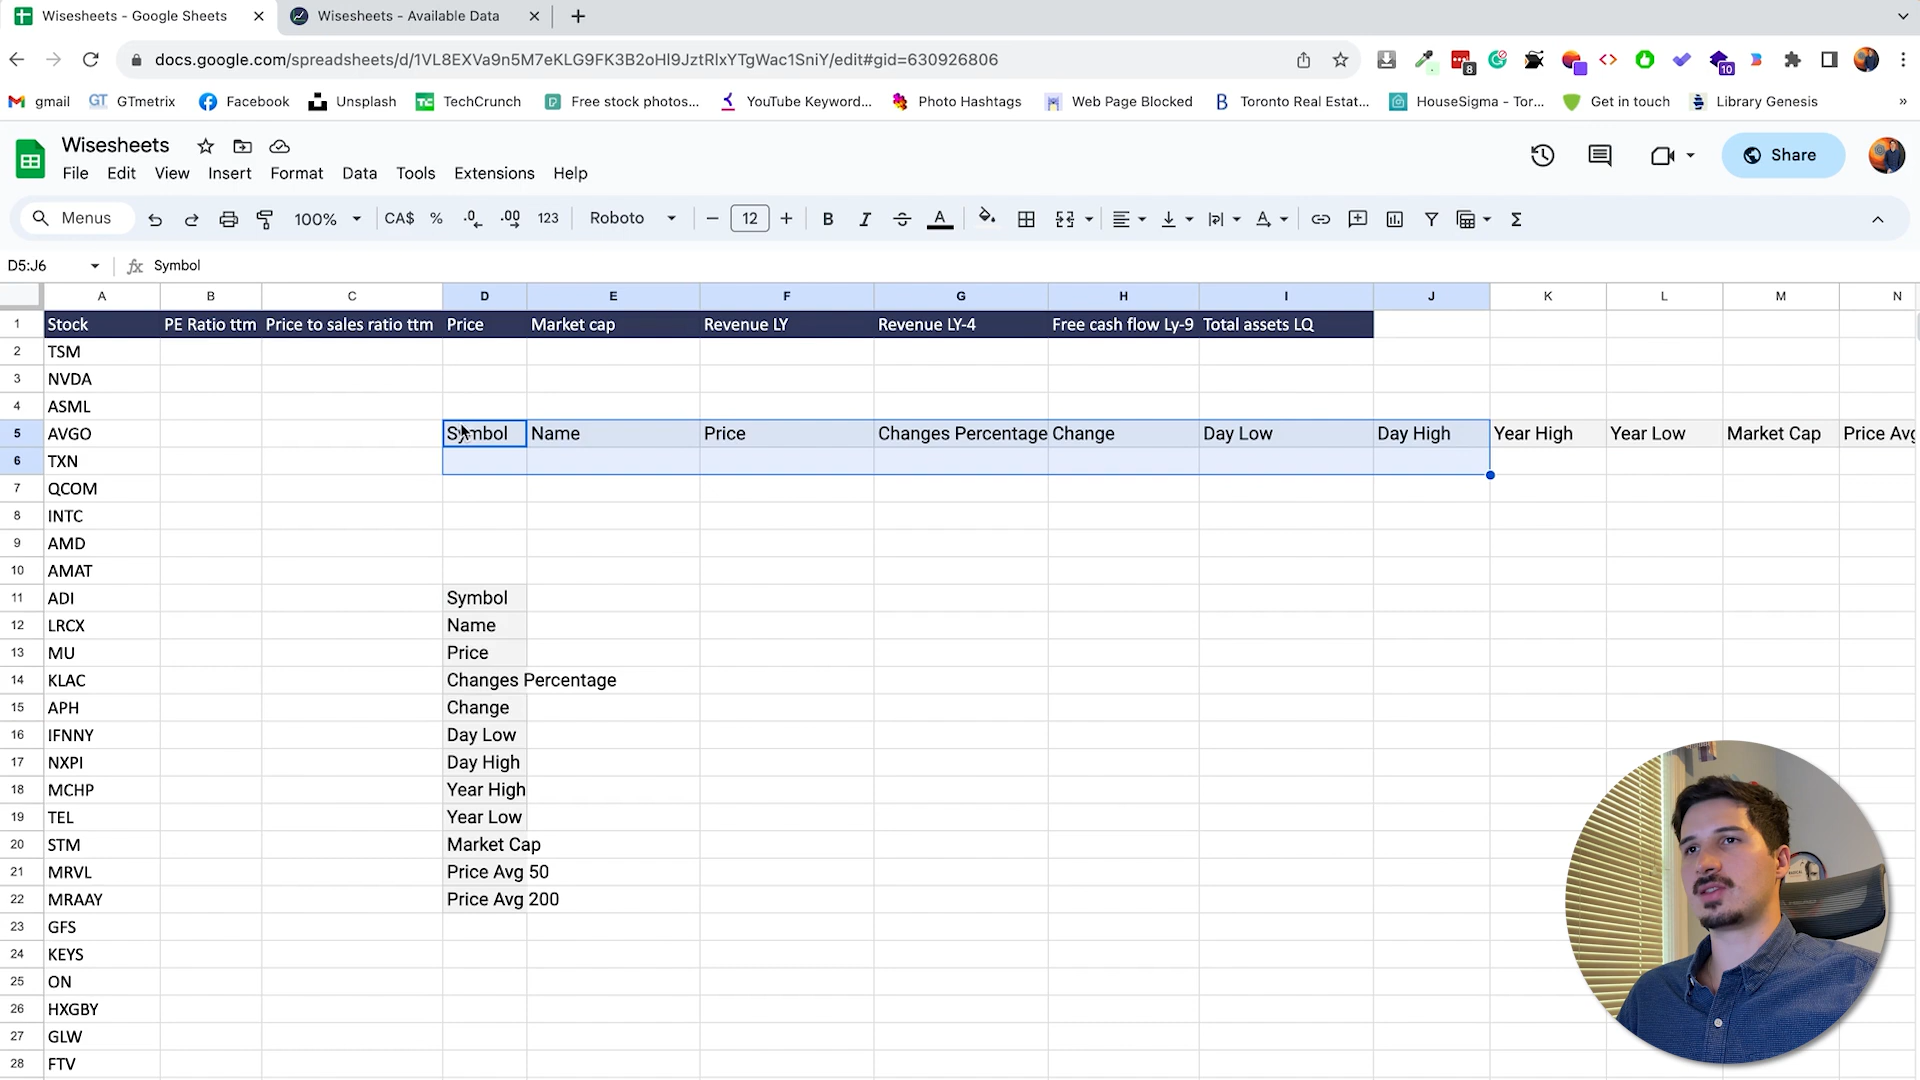 Wisesheets - Google Sheets
Wisesheets - Available Data
docs.google.com/spreadsheets/d/1VL8EXVa9n5M7eKLG9FK3B2oHl9JztRlxYTgWac1SniY/edit#gid=630926806
8
10
gmail
GTmetrix
Facebook
Unsplash
TechCrunch
Free stock photos...
YouTube Keyword...
Photo Hashtags
Web Page Blocked
Toronto Real Estat...
HouseSigma - Tor...
Get in touch
Library Genesis
»
Wisesheets
File Edit View Insert Format Data Tools Extensions Help
Share
Menus 100% CA$ % .0 .00 123 Roboto 12 B I A
D5:J6 fx Symbol
A B C D E F G H I J K L M N
1 Stock PE Ratio ttm Price to sales ratio ttm Price Market cap Revenue LY Revenue LY-4 Free cash flow Ly-9 Total assets LQ
2 TSM
3 NVDA
4 ASML
5 AVGO Symbol Name Price Changes Percentage Change Day Low Day High Year High Year Low Market Cap Price Avg
6 TXN
7 QCOM
8 INTC
9 AMD
10 AMAT
11 ADI Symbol
12 LRCX Name
13 MU Price
14 KLAC Changes Percentage
15 APH Change
16 IFNNY Day Low
17 NXPI Day High
18 MCHP Year High
19 TEL Year Low
20 STM Market Cap
21 MRVL Price Avg 50
22 MRAAY Price Avg 200
23 GFS
24 KEYS
25 ON
26 HXGBY
27 GLW
28 FTV